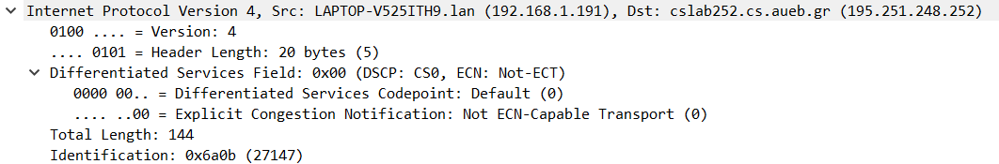 Internet Protocol Version 4, Src: LAPTOP-V525ITH9.lan (192.168.1.191), Dst: cslab252.cs.aueb.gr (195.251.248.252)
0100 .... = Version: 4
.... 0101 = Header Length: 20 bytes (5)
Differentiated Services Field: 0x00 (DSCP: CS0, ECN: Not-ECT)
0000 00.. = Differentiated Services Codepoint: Default (0)
.... ..00 = Explicit Congestion Notification: Not ECN-Capable Transport (0)
Total Length: 144
Identification: 0x6a0b (27147)